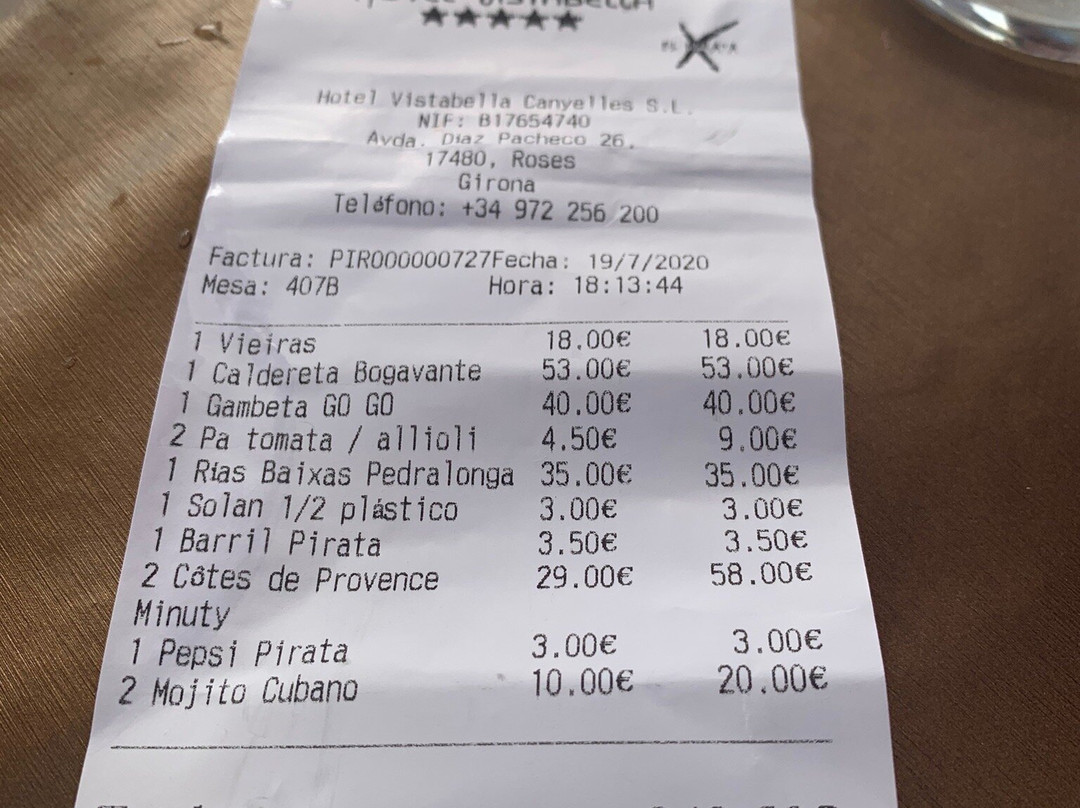 ★★★★★
Hotel Vistabella Canyelles S.L.
NIF: B17654740
Avda. Díaz Pacheco 26,
17480, Roses
Girona
Teléfono: +34 972 256 200
Factura: PIR000000727Fecha: 19/7/2020
Mesa: 407B Hora: 18:13:44
1 Vieiras 18.00€ 18.00€
1 Caldereta Bogavante 53.00€ 53.00€
1 Gambeta GO GO 40.00€ 40.00€
2 Pa tomata / allioli 4.50€ 9.00€
1 Rías Baixas Pedralonga 35.00€ 35.00€
1 Solan 1/2 plástico 3.00€ 3.00€
1 Barril Pirata 3.50€ 3.50€
2 Côtes de Provence 29.00€ 58.00€
Minuty
1 Pepsi Pirata 3.00€ 3.00€
2 Mojito Cubano 10.00€ 20.00€